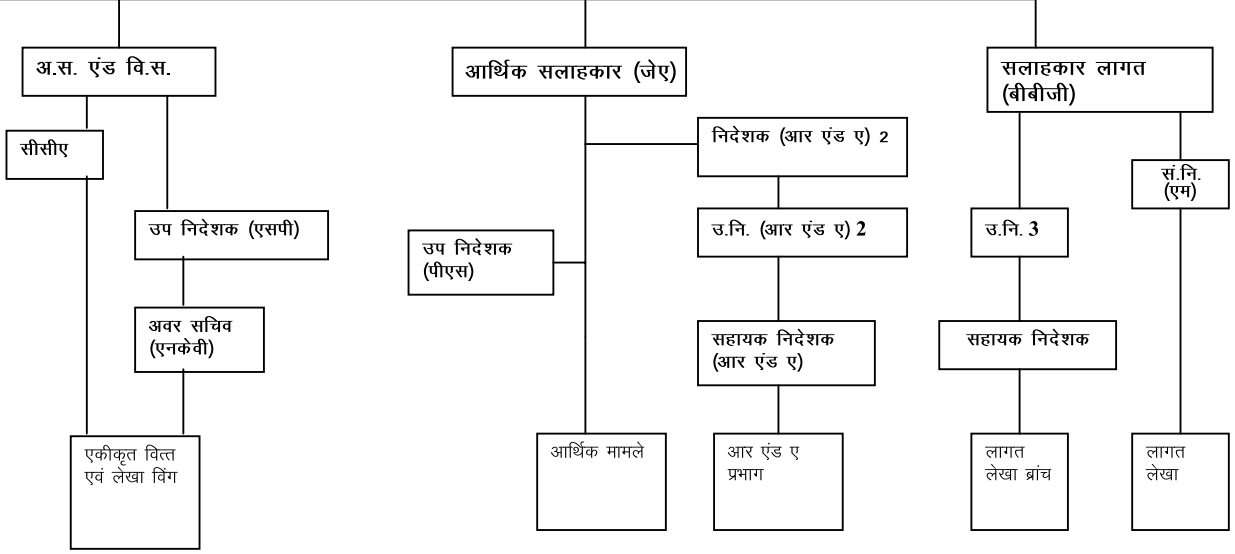 अ.स. एंड वि.स.
सीसीए
उप निदेशक (एसपी)
अवर सचिव
(एनकेवी)
एकीकृत वित्त
एवं लेखा विंग
आर्थिक सलाहकार (जेए)
निदेशक (आर एंड ए) 2
उप निदेशक
(पीएस)
उ.नि. (आर एंड ए) 2
सहायक निदेशक
(आर एंड ए)
आर्थिक मामले
आर एंड ए
प्रभाग
सलाहकार लागत
(बीबीजी)
सं.नि.
(एम)
उ.नि. 3
सहायक निदेशक
लागत
लेखा ब्रांच
लागत
लेखा